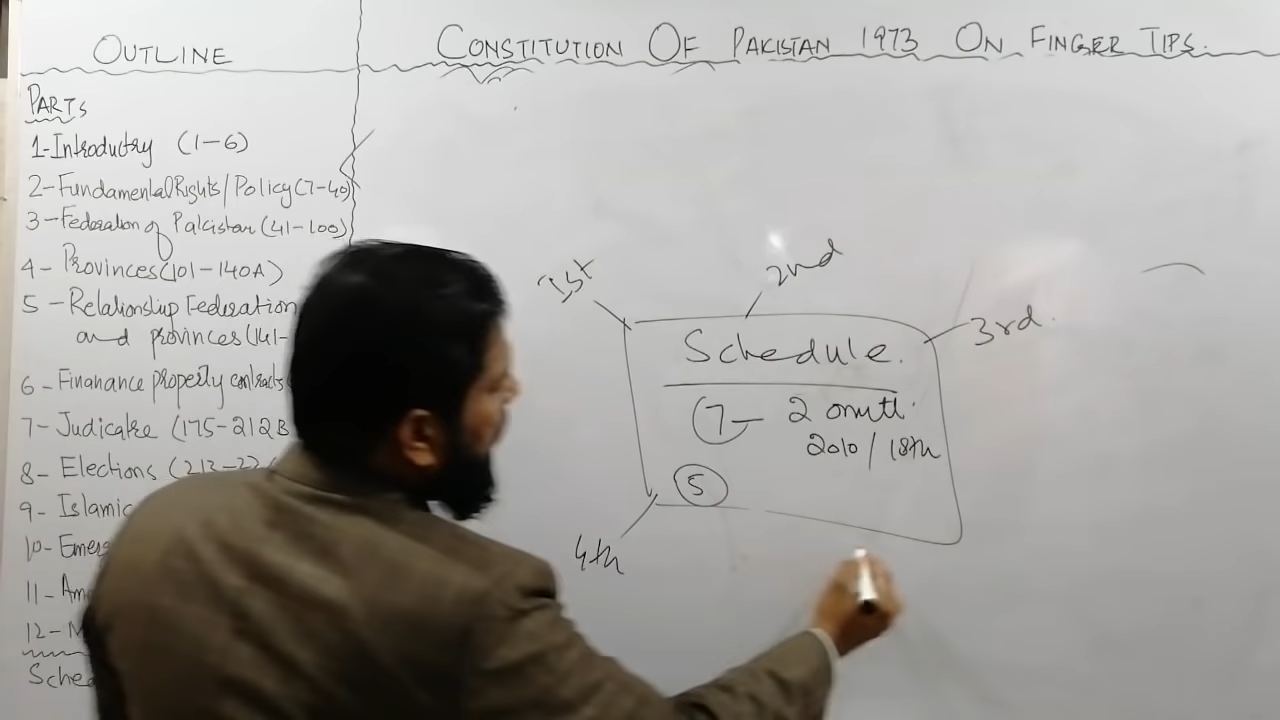 OUTLINE
CONSTITUTION OF PAKISTAN 1973 ON FINGER TIPS.
PARTS
1-Introductry (1-6)
2-Fundamental Rights/Policy (7-40)
3-Federation of Pakistan (41-100)
4- Provinces (101-140A)
5 - Relationship Federation
and provinces (141-
6 - Finanance property contracts
7- Judicature (175-212B
8- Elections (213-22
9- Islamic
10- Emerg
11- Am
12- M
Sched
1st
2nd
3rd.
Schedule.
7- 2 omitt.
2010 / 18th
5
4th